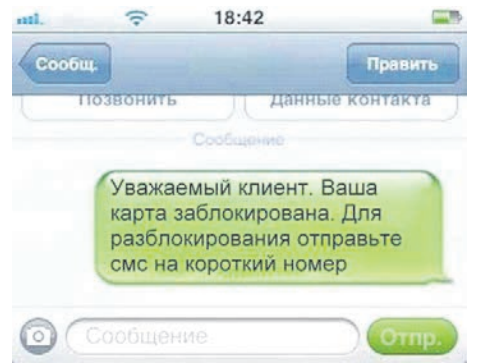 18:42
Сообщ.
Править
Позвонить
Данные контакта
Сообщение
Уважаемый клиент. Ваша
карта заблокирована. Для
разблокирования отправьте
смс на короткий номер
Сообщение
Отпр.